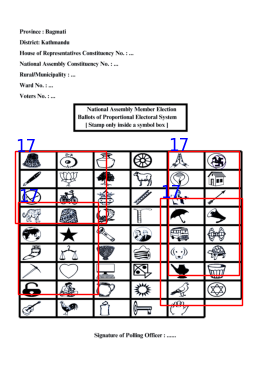 Province : Bagmati
District: Kathmandu
House of Representatives Constituency No. : ...
National Assembly Constituency No. : ...
Rural/Municipality : ...
Ward No. : ...
Voters No. : ...
National Assembly Member Election
Ballots of Proportional Electoral System
[ Stamp only inside a symbol box ]
17 17
17 17
Signature of Polling Officer : ......